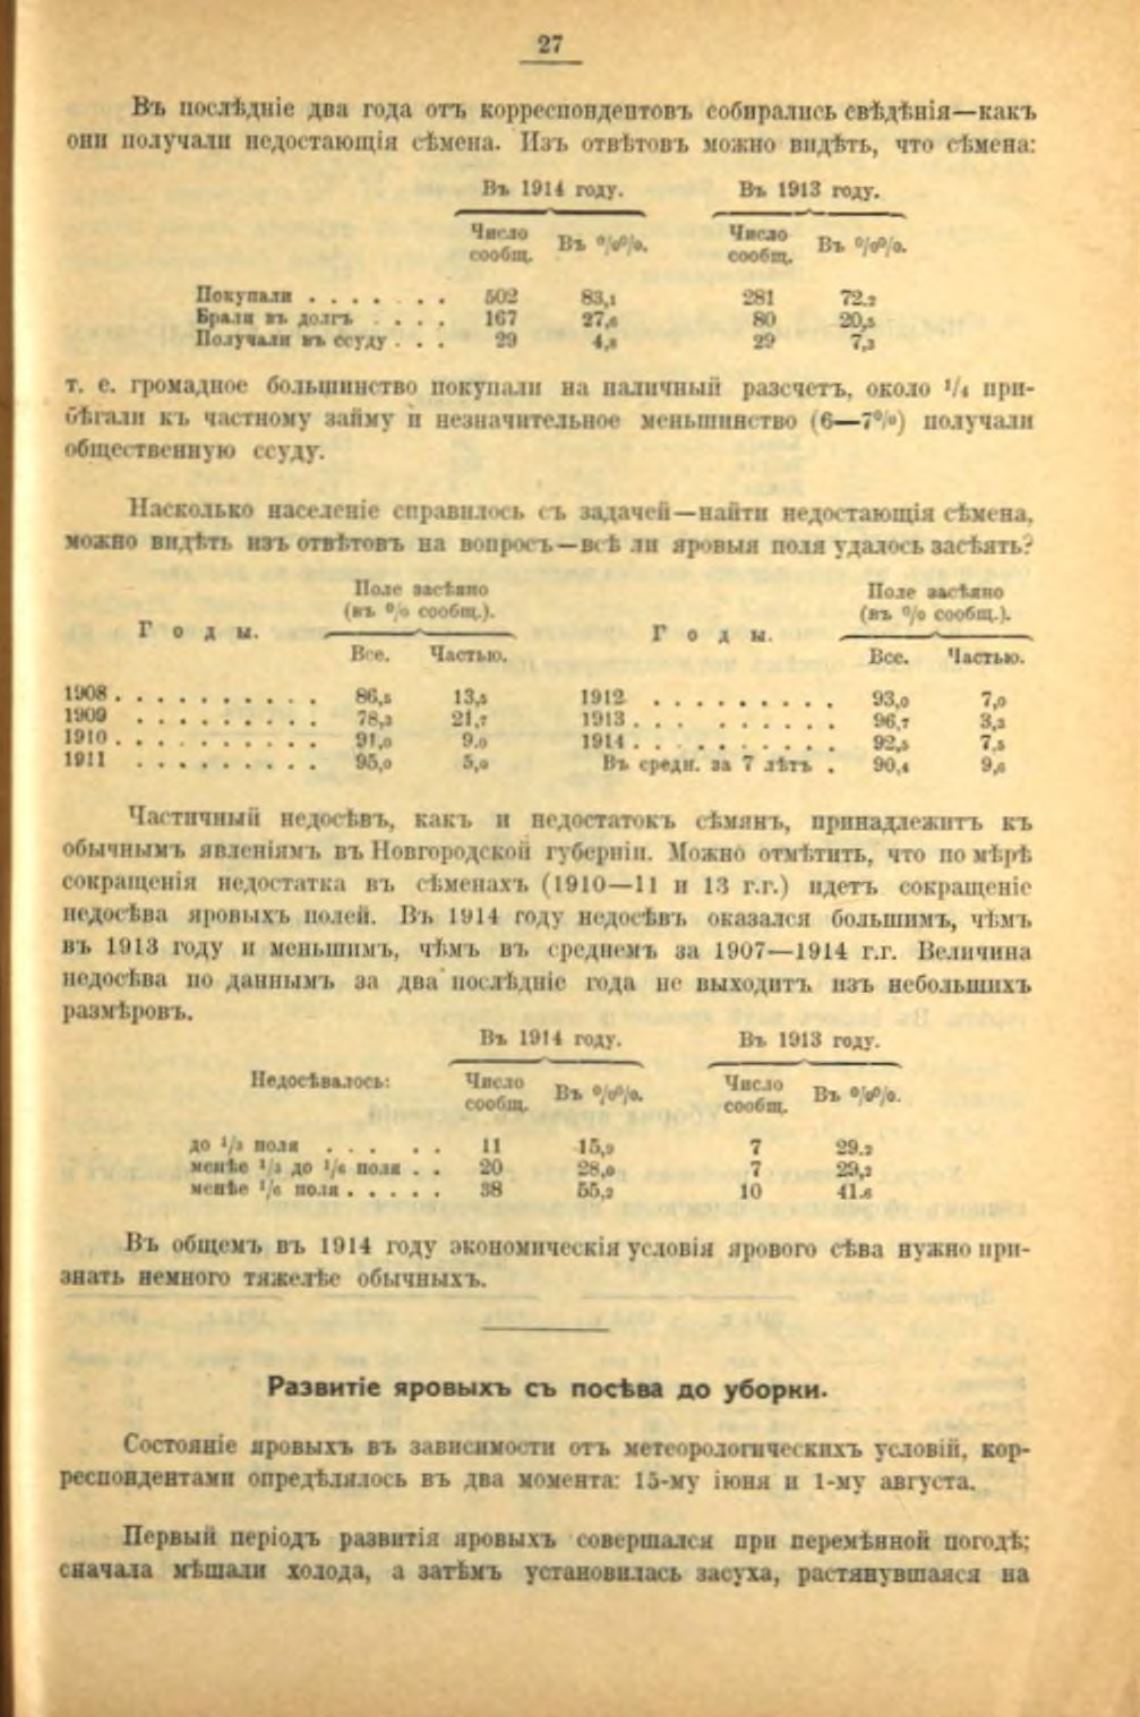 27
Въ послѣдніе два года отъ корреспондентовъ собирались свѣдѣнія—какъ
они получали недостающія сѣмена. Изъ отвѣтовъ можно видѣть, что сѣмена:
Въ 1914 году. Въ 1913 году.
Число сообщ. Въ %%. Число сообщ. Въ %%.
Покупали . . . . . . . 502 83,1 281 72,2
Брали въ долгъ . . . . 167 27,6 80 20,5
Получали въ ссуду . . . 29 4,8 29 7,3
т. е. громадное большинство покупали на наличный разсчетъ, около 1/4 при-
бѣгали къ частному займу и незначительное меньшинство (6—7%) получали
общественную ссуду.
Насколько населеніе справилось съ задачей—найти недостающія сѣмена,
можно видѣть изъ отвѣтовъ на вопросъ—всѣ ли яровыя поля удалось засѣять?
Поле засѣяно Поле засѣяно
(въ % сообщ.). (въ % сообщ.).
Годы. Годы.
Все. Частью. Все. Частью.
1908 . . . . . . . . . . 86,5 13,5 1912 . . . . . . . . . 93,0 7,0
1909 . . . . . . . . . 78,3 21,7 1913 . . . . . . . . . 96,7 3,3
1910 . . . . . . . . . . 91,0 9,0 1914 . . . . . . . . . . 92,5 7,5
1911 . . . . . . . . . 95,0 5,0 Въ средн. за 7 лѣтъ . 90,4 9,6
Частичный недосѣвъ, какъ и недостатокъ сѣмянъ, принадлежитъ къ
обычнымъ явленіямъ въ Новгородской губерніи. Можно отмѣтить, что по мѣрѣ
сокращенія недостатка въ сѣменахъ (1910—11 и 13 г.г.) идетъ сокращеніе
недосѣва яровыхъ полей. Въ 1914 году недосѣвъ оказался большимъ, чѣмъ
въ 1913 году и меньшимъ, чѣмъ въ среднемъ за 1907—1914 г.г. Величина
недосѣва по даннымъ за два послѣдніе года не выходитъ изъ небольшихъ
размѣровъ.
Въ 1914 году. Въ 1913 году.
Недосѣвалось: Число сообщ. Въ %%. Число сообщ. Въ %%.
до 1/3 поля . . . . . 11 15,9 7 29,2
менѣе 1/3 до 1/6 поля . . 20 28,0 7 29,2
менѣе 1/6 поля . . . . . 38 55,2 10 41,6
Въ общемъ въ 1914 году экономическія условія ярового сѣва нужно при-
знать немного тяжелѣе обычныхъ.
Развитіе яровыхъ съ посѣва до уборки.
Состояніе яровыхъ въ зависимости отъ метеорологическихъ условій, кор-
респондентами опредѣлялось въ два момента: 15-му іюня и 1-му августа.
Первый періодъ развитія яровыхъ совершался при перемѣнной погодѣ;
сначала мѣшали холода, а затѣмъ установилась засуха, растянувшаяся на